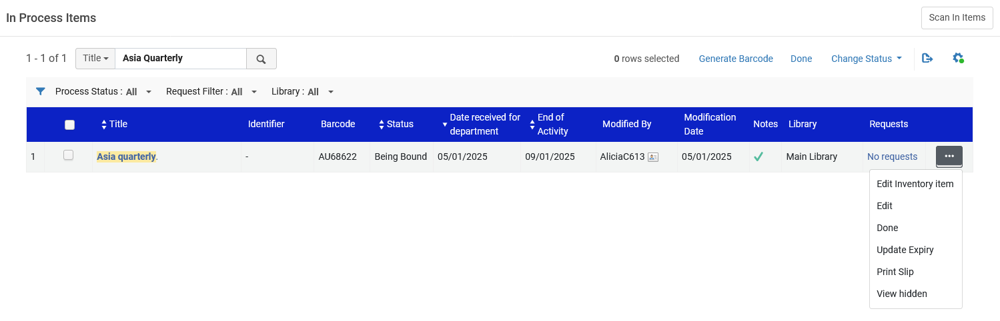 In Process Items
Scan In Items
1 - 1 of 1 Title Asia Quarterly
0 rows selected Generate Barcode Done Change Status
Process Status : All Request Filter : All Library : All
Title Identifier Barcode Status Date received for department End of Activity Modified By Modification Date Notes Library Requests
1 Asia quarterly. - AU68622 Being Bound 05/01/2025 09/01/2025 AliciaC613 05/01/2025 Main Library No requests
Edit Inventory item
Edit
Done
Update Expiry
Print Slip
View hidden